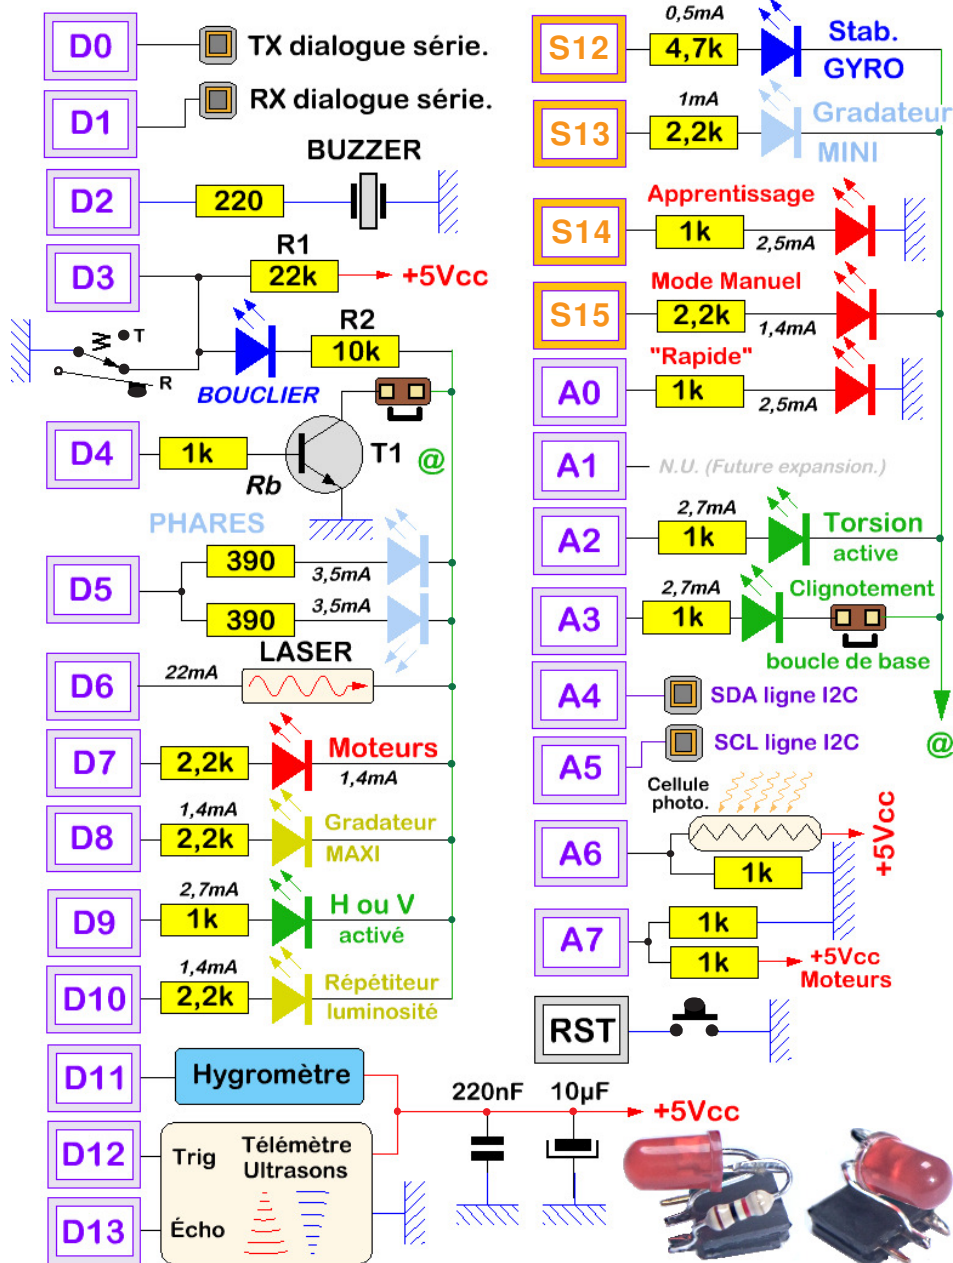 D0
TX dialogue série.
D1
RX dialogue série.
BUZZER
D2
220
R1
D3
22k
+5Vcc
T
R
R2
10k
BOUCLIER
D4
1k
Rb
T1
@
PHARES
D5
390
3,5mA
390
3,5mA
LASER
D6
22mA
D7
2,2k
Moteurs
1,4mA
1,4mA
D8
2,2k
Gradateur
MAXI
2,7mA
D9
1k
H ou V
activé
1,4mA
D10
2,2k
Répétiteur
luminosité
D11
Hygromètre
D12
Trig
Télémètre
Ultrasons
D13
Écho
220nF
10µF
+5Vcc
0,5mA
S12
4,7k
Stab.
GYRO
1mA
S13
2,2k
Gradateur
MINI
Apprentissage
S14
1k
2,5mA
Mode Manuel
S15
2,2k
1,4mA
"Rapide"
A0
1k
2,5mA
A1
N.U. (Future expansion.)
2,7mA
A2
1k
Torsion
active
2,7mA
Clignotement
A3
1k
boucle de base
A4
SDA ligne I2C
@
A5
SCL ligne I2C
Cellule
photo.
A6
1k
+5Vcc
A7
1k
1k
+5Vcc
Moteurs
RST